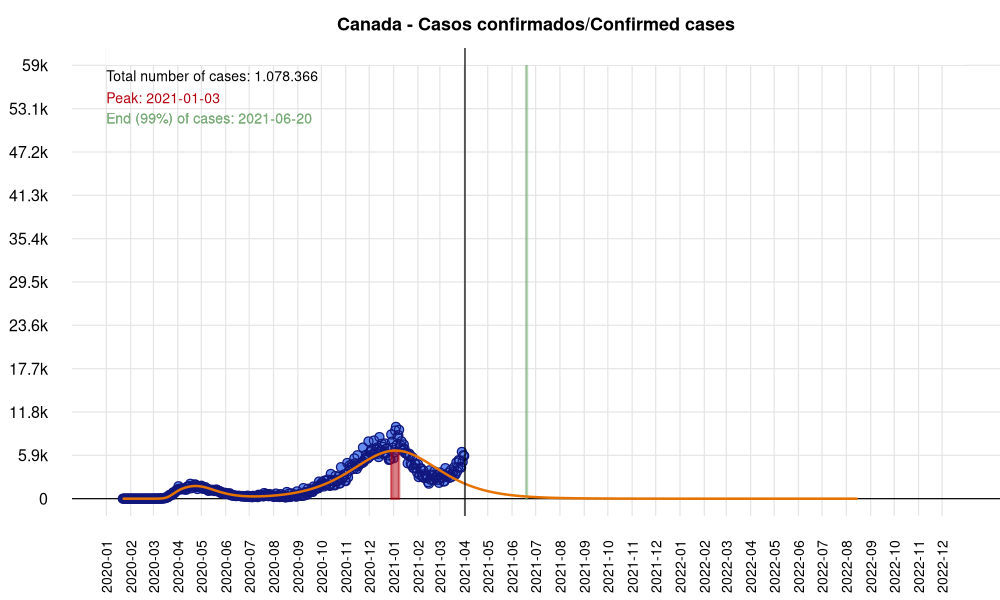 Canada - Casos confirmados/Confirmed cases
Total number of cases: 1.078.366
Peak: 2021-01-03
End (99%) of cases: 2021-06-20
59k
53.1k
47.2k
41.3k
35.4k
29.5k
23.6k
17.7k
11.8k
5.9k
0
2020-01
2020-02
2020-03
2020-04
2020-05
2020-06
2020-07
2020-08
2020-09
2020-10
2020-11
2020-12
2021-01
2021-02
2021-03
2021-04
2021-05
2021-06
2021-07
2021-08
2021-09
2021-10
2021-11
2021-12
2022-01
2022-02
2022-03
2022-04
2022-05
2022-06
2022-07
2022-08
2022-09
2022-10
2022-11
2022-12